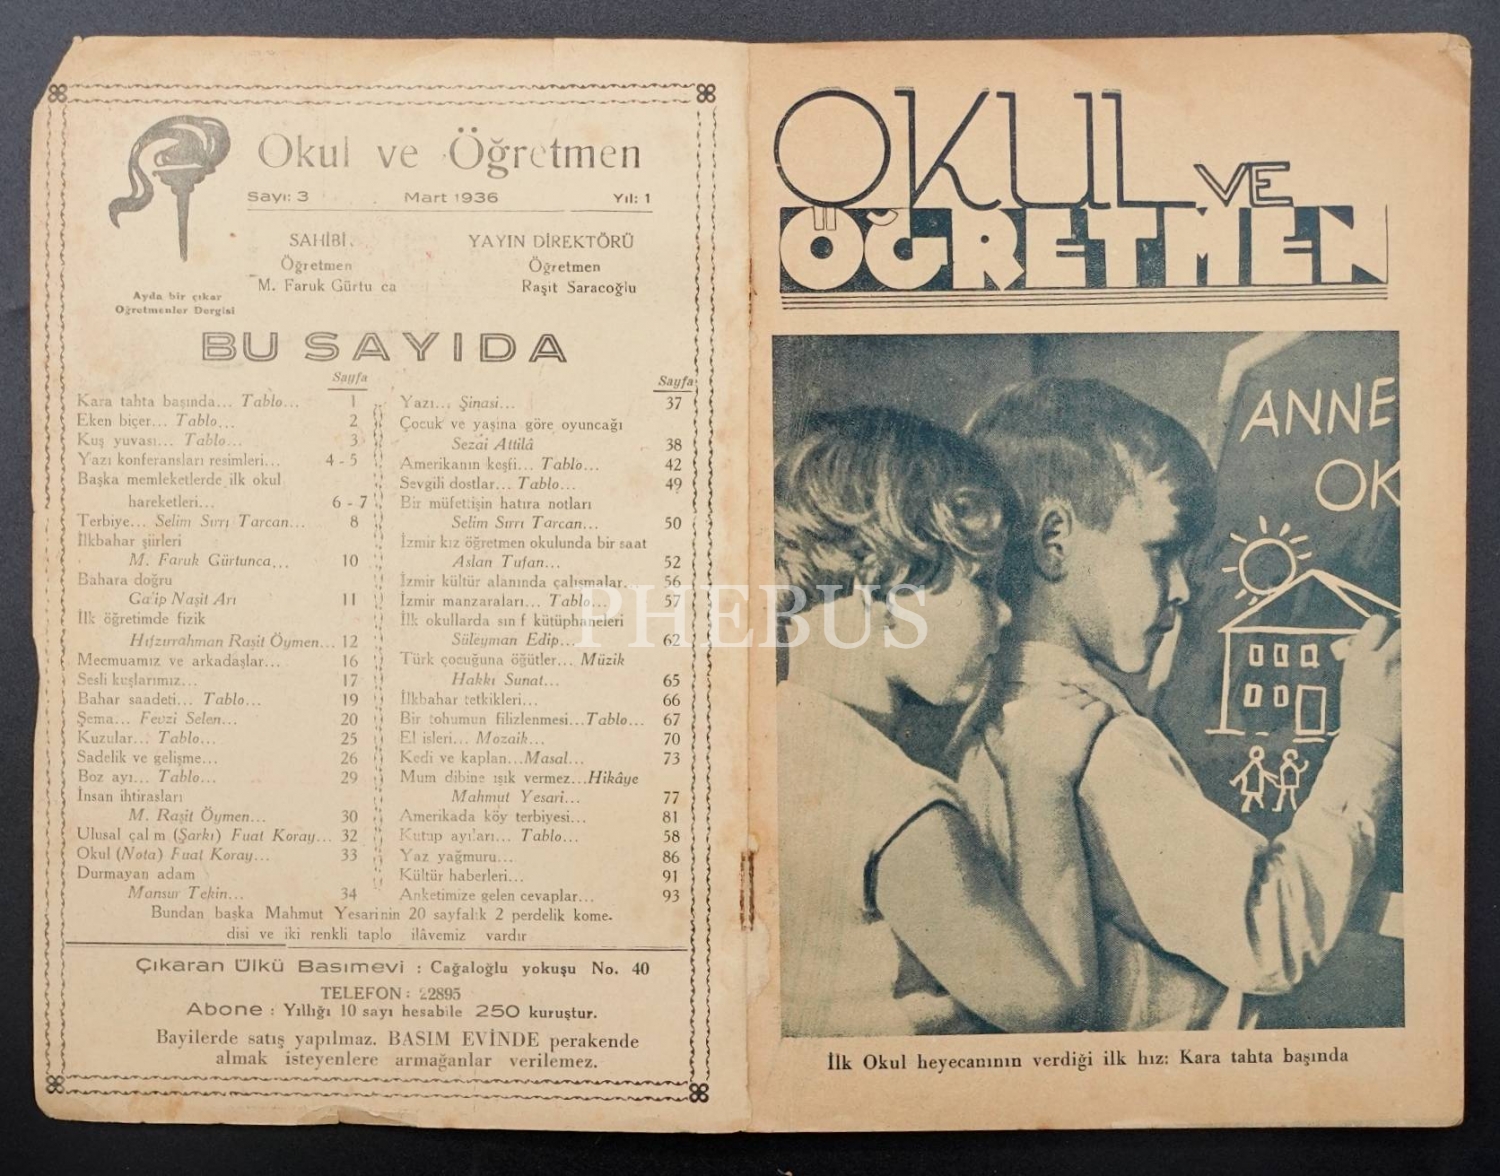 Okul ve Öğretmen
Sayı: 3 Mart 1936 Yıl: 1
SAHİBİ
Öğretmen
M. Faruk Gürtu ca
YAYIN DİREKTÖRÜ
Öğretmen
Raşit Saracoğlu
Ayda bir çıkar
Öğretmenler Dergisi
BU SAYIDA
Sayfa
Kara tahta başında... Tablo... 1
Eken biçer... Tablo... 2
Kuş yuvası... Tablo... 3
Yazı konferansları resimleri... 4 - 5
Başka memleketlerde ilk okul
hareketleri... 6 - 7
Terbiye... Selim Sırrı Tarcan... 8
İlkbahar şiirleri
M. Faruk Gürtunca... 10
Bahara doğru
Ga'ip Naşit Arı 11
İlk öğretimde fizik
Hıfzurrahman Raşit Öymen... 12
Mecmuamız ve arkadaşlar... 16
Sesli kuşlarımız... 17
Bahar saadeti... Tablo... 19
Şema... Fevzi Selen... 20
Kuzular... Tablo... 25
Sadelik ve gelişme... 26
Boz ayı... Tablo... 29
İnsan ihtirasları
M. Raşit Öymen... 30
Ulusal çal m (Şarkı) Fuat Koray... 32
Okul (Nota) Fuat Koray... 33
Durmayan adam
Mansur Tekin... 34
Sayfa
Yazı... Şinasi... 37
Çocuk ve yaşına göre oyuncağı
Sezai Attilâ 38
Amerikanın keşfi... Tablo... 42
Sevgili dostlar... Tablo... 49
Bir müfettişin hatıra notları
Selim Sırrı Tarcan... 50
İzmir kız öğretmen okulunda bir saat
Aslan Tufan... 52
İzmir kültür alanında çalışmalar. 56
İzmir manzaraları... Tablo... 57
İlk okullarda sın f kütüphaneleri
Süleyman Edip... 62
Türk çocuğuna öğütler... Müzik
Hakkı Sunat... 65
İlkbahar tetkikleri... 66
Bir tohumun filizlenmesi...Tablo... 67
El işleri... Mozaik... 70
Kedi ve kaplan...Masal... 73
Mum dibine ışık vermez...Hikâye
Mahmut Yesari... 77
Amerikada köy terbiyesi... 81
Kutup ayıları... Tablo... 58
Yaz yağmuru... 86
Kültür haberleri... 91
Anketimize gelen cevaplar... 93
Bundan başka Mahmut Yesarinin 20 sayfalık 2 perdelik kome-
disi ve iki renkli taplo ilâvemiz vardır
Çıkaran Ülkü Basımevi : Cağaloğlu yokuşu No. 40
TELEFON: 22895
Abone : Yıllığı 10 sayı hesabile 250 kuruştur.
Bayilerde satış yapılmaz. BASIM EVİNDE perakende
almak isteyenlere armağanlar verilemez.
OKUL VE
ÖĞRETMEN
ANNE
OK
İlk Okul heyecanının verdiği ilk hız: Kara tahta başında
PHEBUS